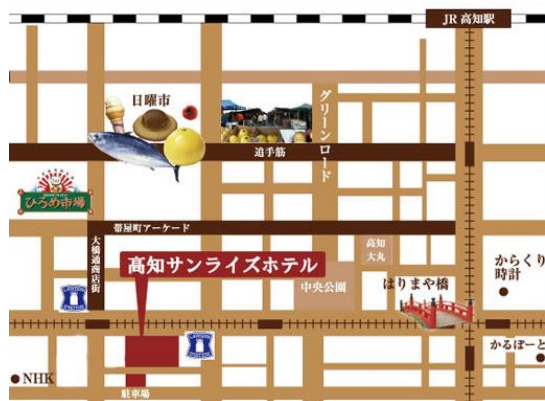 JR 高知駅
日曜市
グリーンロード
追手筋
ひろめ市場
帯屋町アーケード
大橋通商店街
高知
大丸
高知サンライズホテル
中央公園
はりまや橋
からくり
時計
かるぽーと
NHK
駐車場